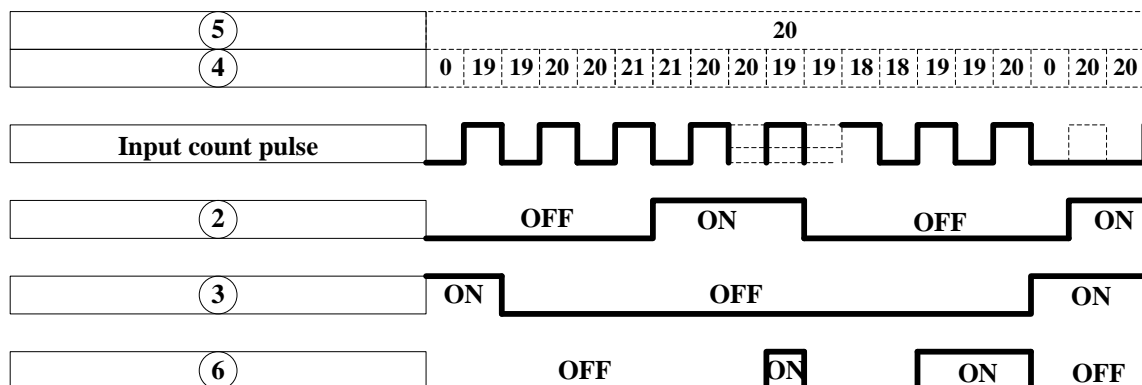 ⑤ 20
④ 0 19 19 20 20 21 21 20 20 19 19 18 18 19 19 20 0 20 20
Input count pulse
② OFF ON OFF ON
③ ON OFF ON
⑥ OFF ON ON OFF